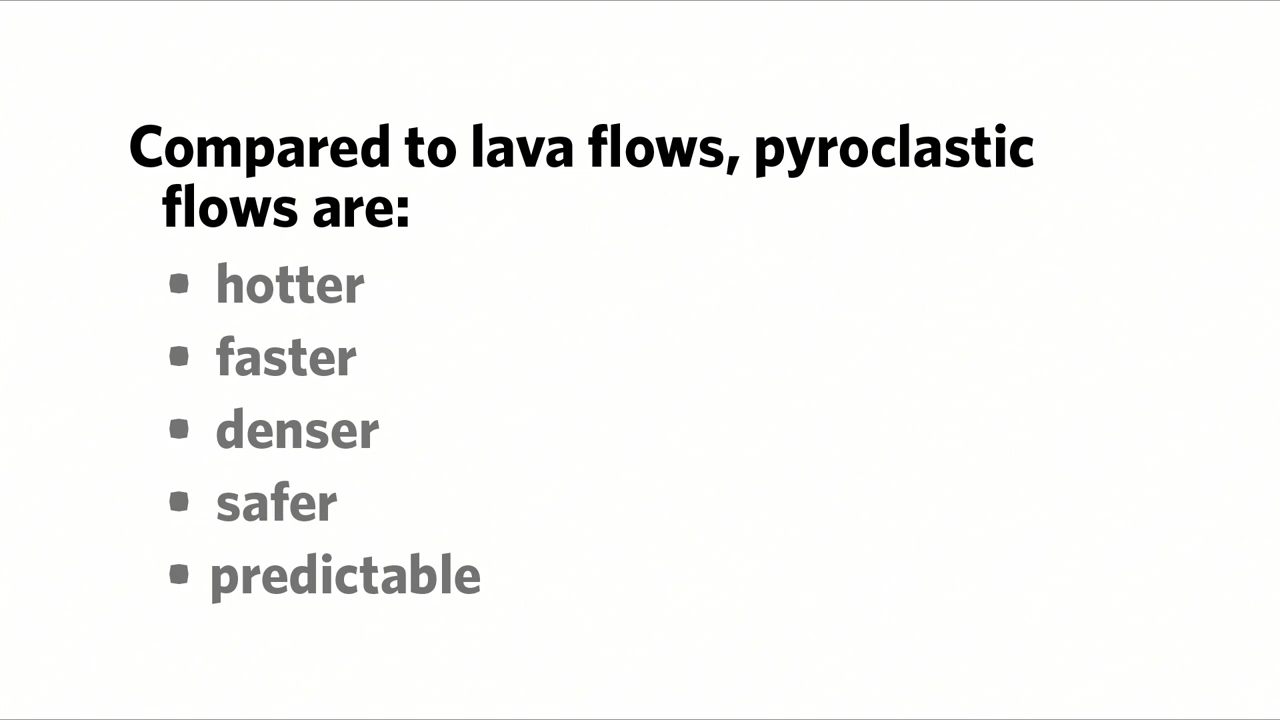 Compared to lava flows, pyroclastic
flows are:
▪ hotter
▪ faster
▪ denser
▪ safer
▪ predictable